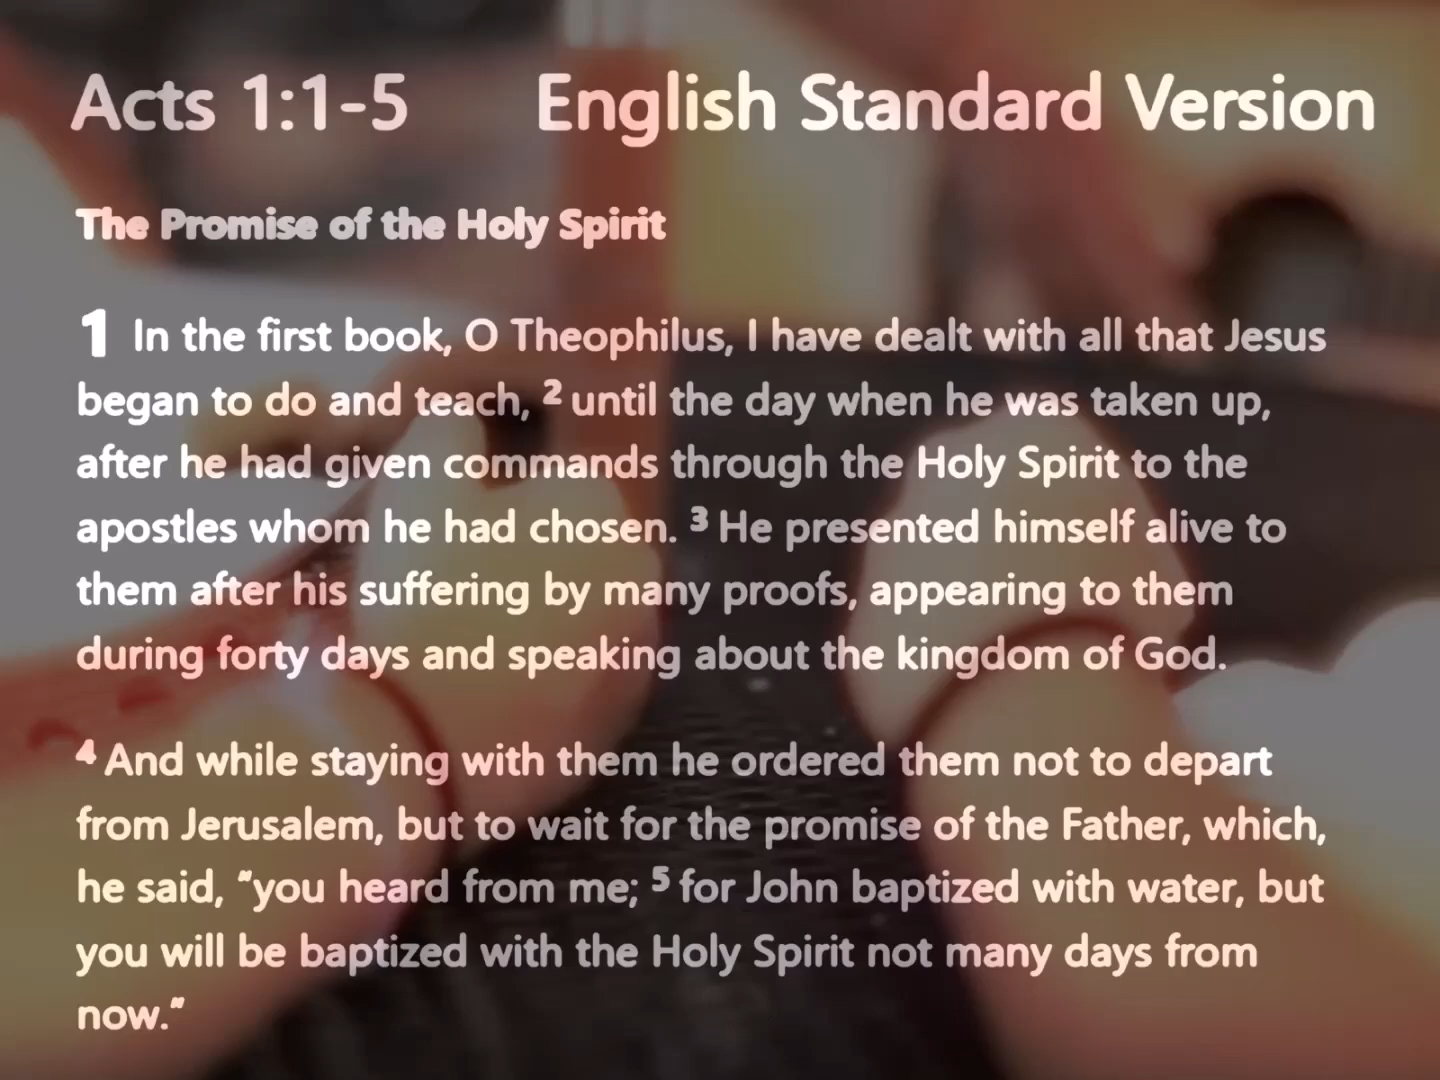 Acts 1:1-5 English Standard Version
The Promise of the Holy Spirit
1 In the first book, O Theophilus, I have dealt with all that Jesus
began to do and teach, 2 until the day when he was taken up,
after he had given commands through the Holy Spirit to the
apostles whom he had chosen. 3 He presented himself alive to
them after his suffering by many proofs, appearing to them
during forty days and speaking about the kingdom of God.
4 And while staying with them he ordered them not to depart
from Jerusalem, but to wait for the promise of the Father, which,
he said, "you heard from me; 5 for John baptized with water, but
you will be baptized with the Holy Spirit not many days from
now."